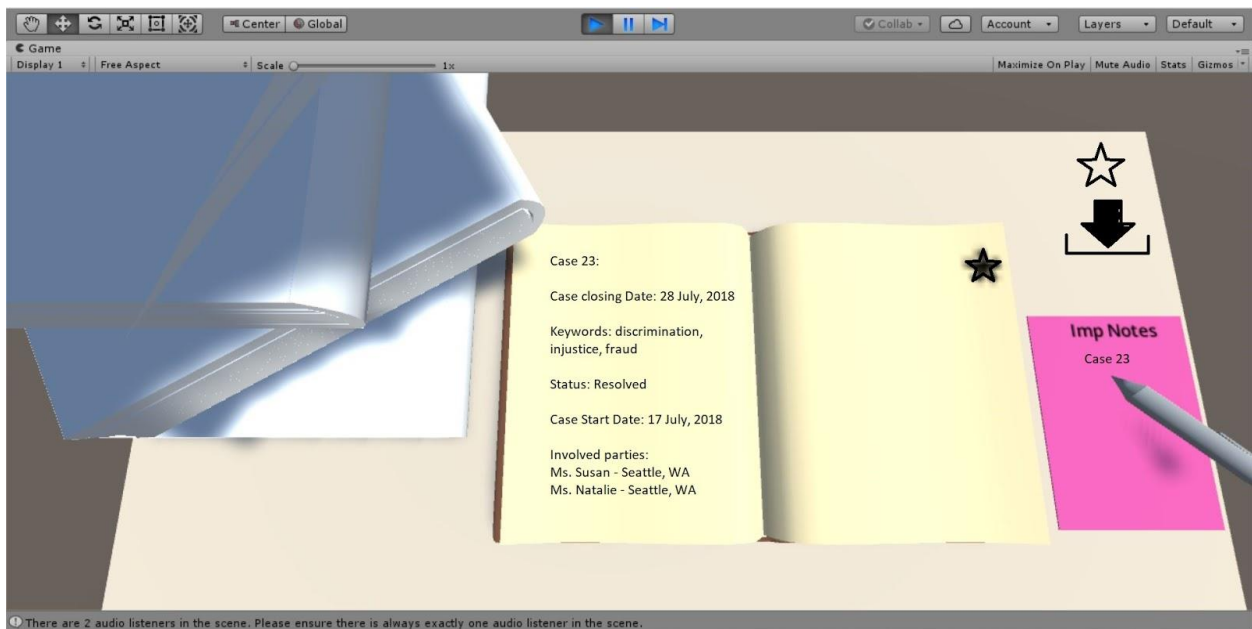 Center Global
Collab Account Layers Default
Game
Display 1 Free Aspect Scale 1x Maximize On Play Mute Audio Stats Gizmos
Case 23:
Case closing Date: 28 July, 2018
Keywords: discrimination,
injustice, fraud
Status: Resolved
Case Start Date: 17 July, 2018
Involved parties:
Ms. Susan - Seattle, WA
Ms. Natalie - Seattle, WA
Imp Notes
Case 23
There are 2 audio listeners in the scene. Please ensure there is always exactly one audio listener in the scene.